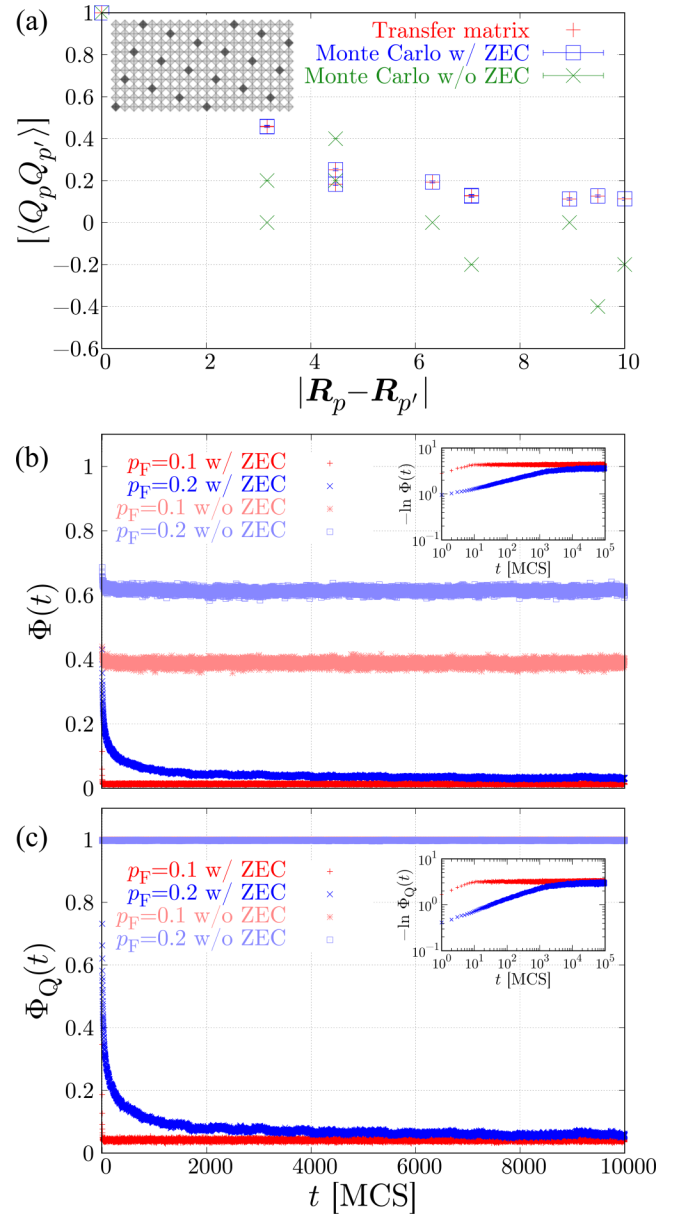 (a)
Transfer matrix
Monte Carlo w/ ZEC
Monte Carlo w/o ZEC
[⟨Q_p Q_p′⟩]
1
0.8
0.6
0.4
0.2
0
−0.2
−0.4
−0.6
0 2 4 6 8 10
|R_p−R_p′|
(b)
p_F=0.1 w/ ZEC
p_F=0.2 w/ ZEC
p_F=0.1 w/o ZEC
p_F=0.2 w/o ZEC
Φ(t)
1
0.8
0.6
0.4
0.2
0
−ln Φ(t)
10^1
10^0
10^−1
10^0 10^1 10^2 10^3 10^4 10^5
t [MCS]
(c)
p_F=0.1 w/ ZEC
p_F=0.2 w/ ZEC
p_F=0.1 w/o ZEC
p_F=0.2 w/o ZEC
Φ_Q(t)
1
0.8
0.6
0.4
0.2
0
−ln Φ_Q(t)
10^1
10^0
10^−1
10^0 10^1 10^2 10^3 10^4 10^5
t [MCS]
0 2000 4000 6000 8000 10000
t [MCS]